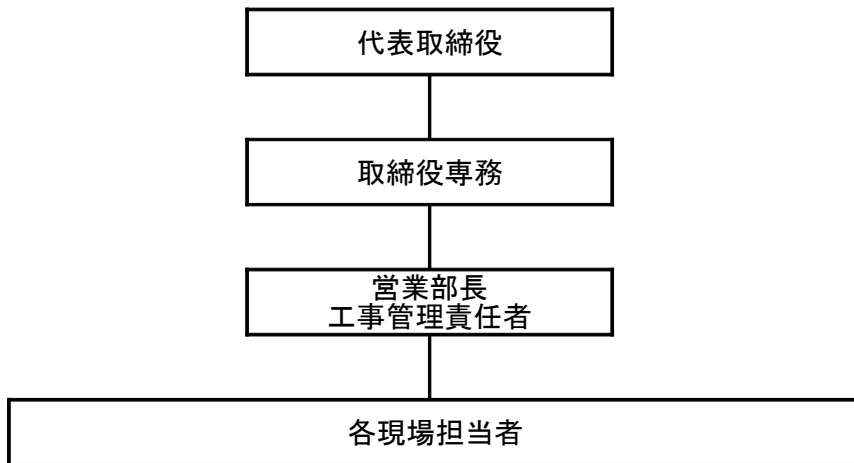 代表取締役
取締役専務
営業部長
工事管理責任者
各現場担当者